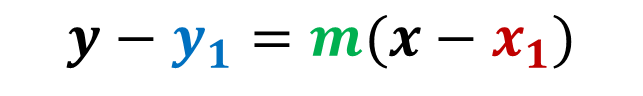 y − y₁ = m(x − x₁)